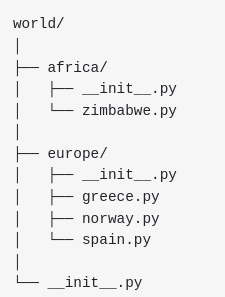 world/
│
├── africa/
│   ├── __init__.py
│   └── zimbabwe.py
│
├── europe/
│   ├── __init__.py
│   ├── greece.py
│   ├── norway.py
│   └── spain.py
│
└── __init__.py